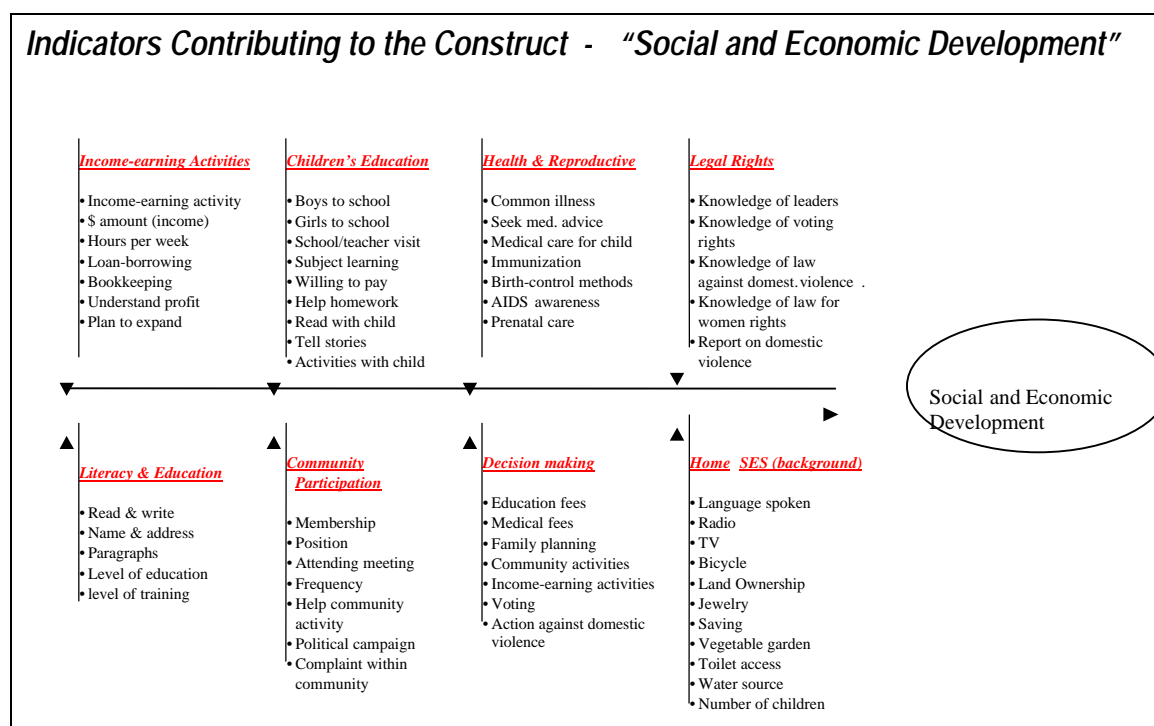 Indicators Contributing to the Construct - “Social and Economic Development”
Income-earning Activities
• Income-earning activity
• $ amount (income)
• Hours per week
• Loan-borrowing
• Bookkeeping
• Understand profit
• Plan to expand
Children’s Education
• Boys to school
• Girls to school
• School/teacher visit
• Subject learning
• Willing to pay
• Help homework
• Read with child
• Tell stories
• Activities with child
Health & Reproductive
• Common illness
• Seek med. advice
• Medical care for child
• Immunization
• Birth-control methods
• AIDS awareness
• Prenatal care
Legal Rights
• Knowledge of leaders
• Knowledge of voting
rights
• Knowledge of law
against domest.violence .
• Knowledge of law for
women rights
• Report on domestic
violence
Social and Economic
Development
Literacy & Education
• Read & write
• Name & address
• Paragraphs
• Level of education
• level of training
Community
Participation
• Membership
• Position
• Attending meeting
• Frequency
• Help community
activity
• Political campaign
• Complaint within
community
Decision making
• Education fees
• Medical fees
• Family planning
• Community activities
• Income-earning activities
• Voting
• Action against domestic
violence
Home SES (background)
• Language spoken
• Radio
• TV
• Bicycle
• Land Ownership
• Jewelry
• Saving
• Vegetable garden
• Toilet access
• Water source
• Number of children